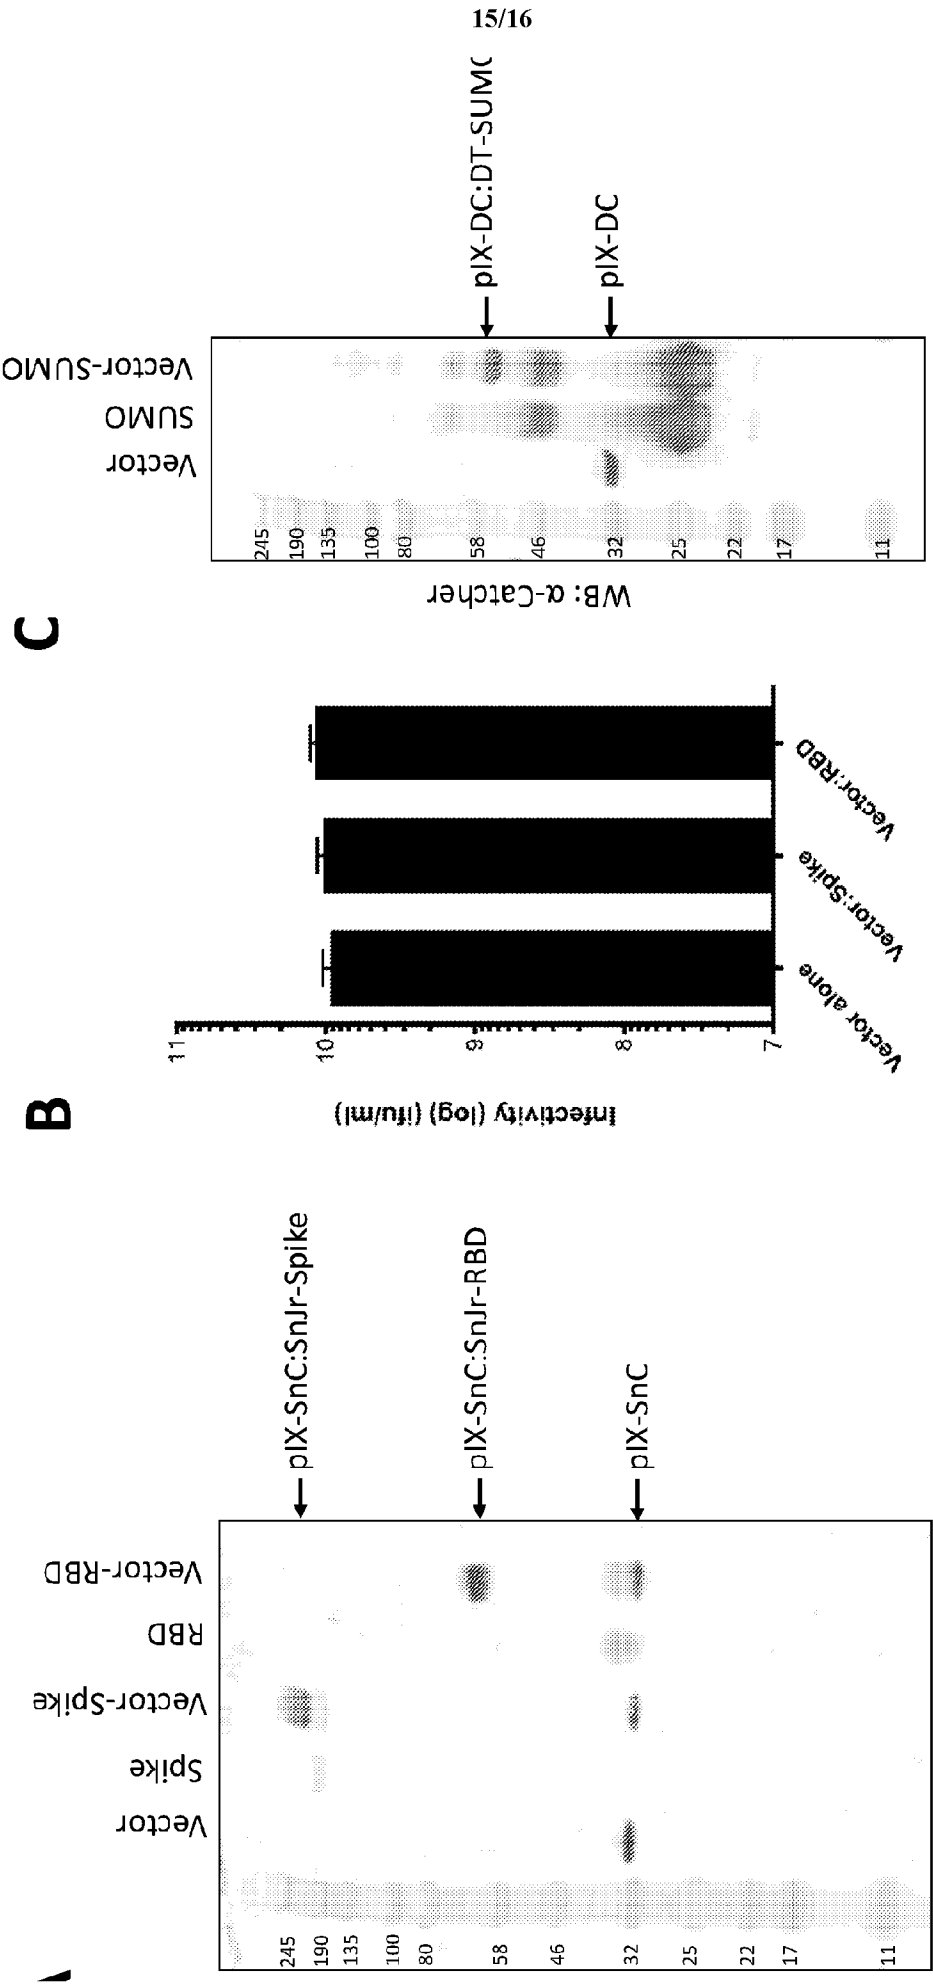 15/16
A
Vector
Spike
Vector-Spike
RBD
Vector-RBD
245
190
135
100
80
58
46
32
25
22
17
11
pIX-SnC:SnJr-Spike
pIX-SnC:SnJr-RBD
pIX-SnC
B
Infectivity (log) (ifu/ml)
11
10
9
8
7
Vector alone
Vector:Spike
Vector:RBD
C
WB: α-Catcher
Vector
SUMO
Vector-SUMO
245
190
135
100
80
58
46
32
25
22
17
11
pIX-DC:DT-SUMO
pIX-DC